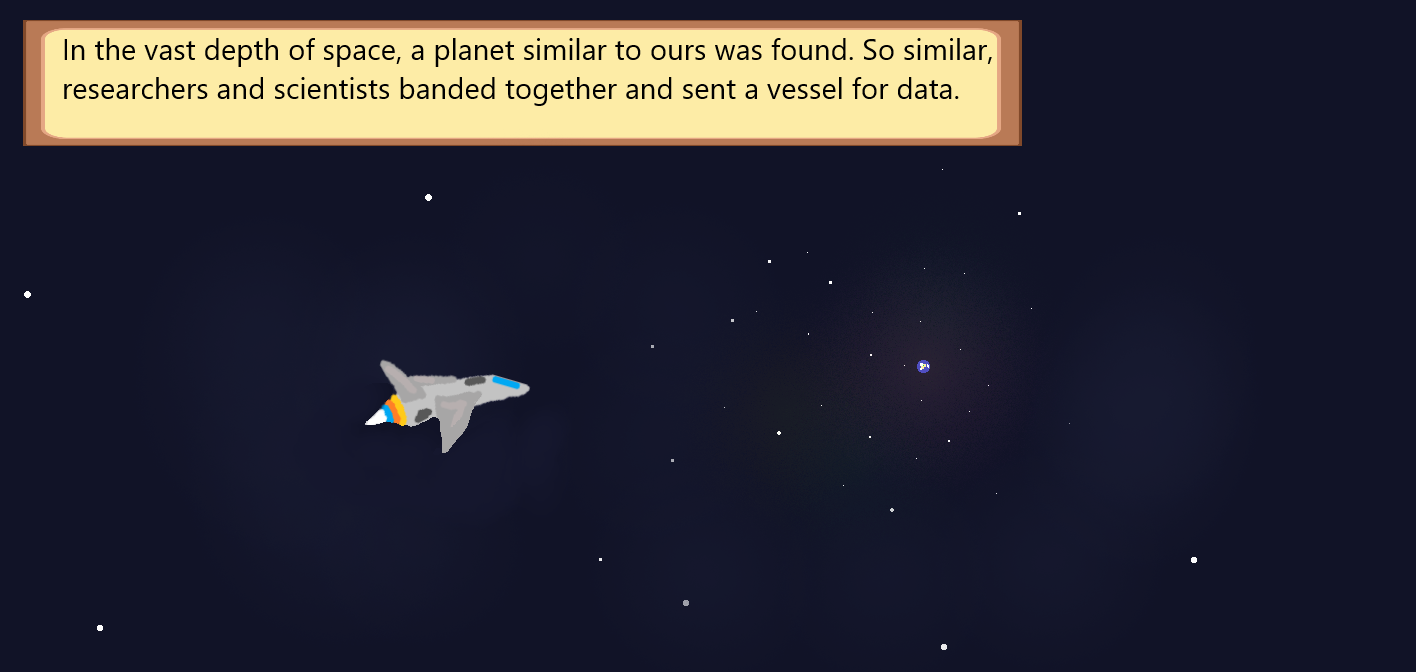 In the vast depth of space, a planet similar to ours was found. So similar,
researchers and scientists banded together and sent a vessel for data.